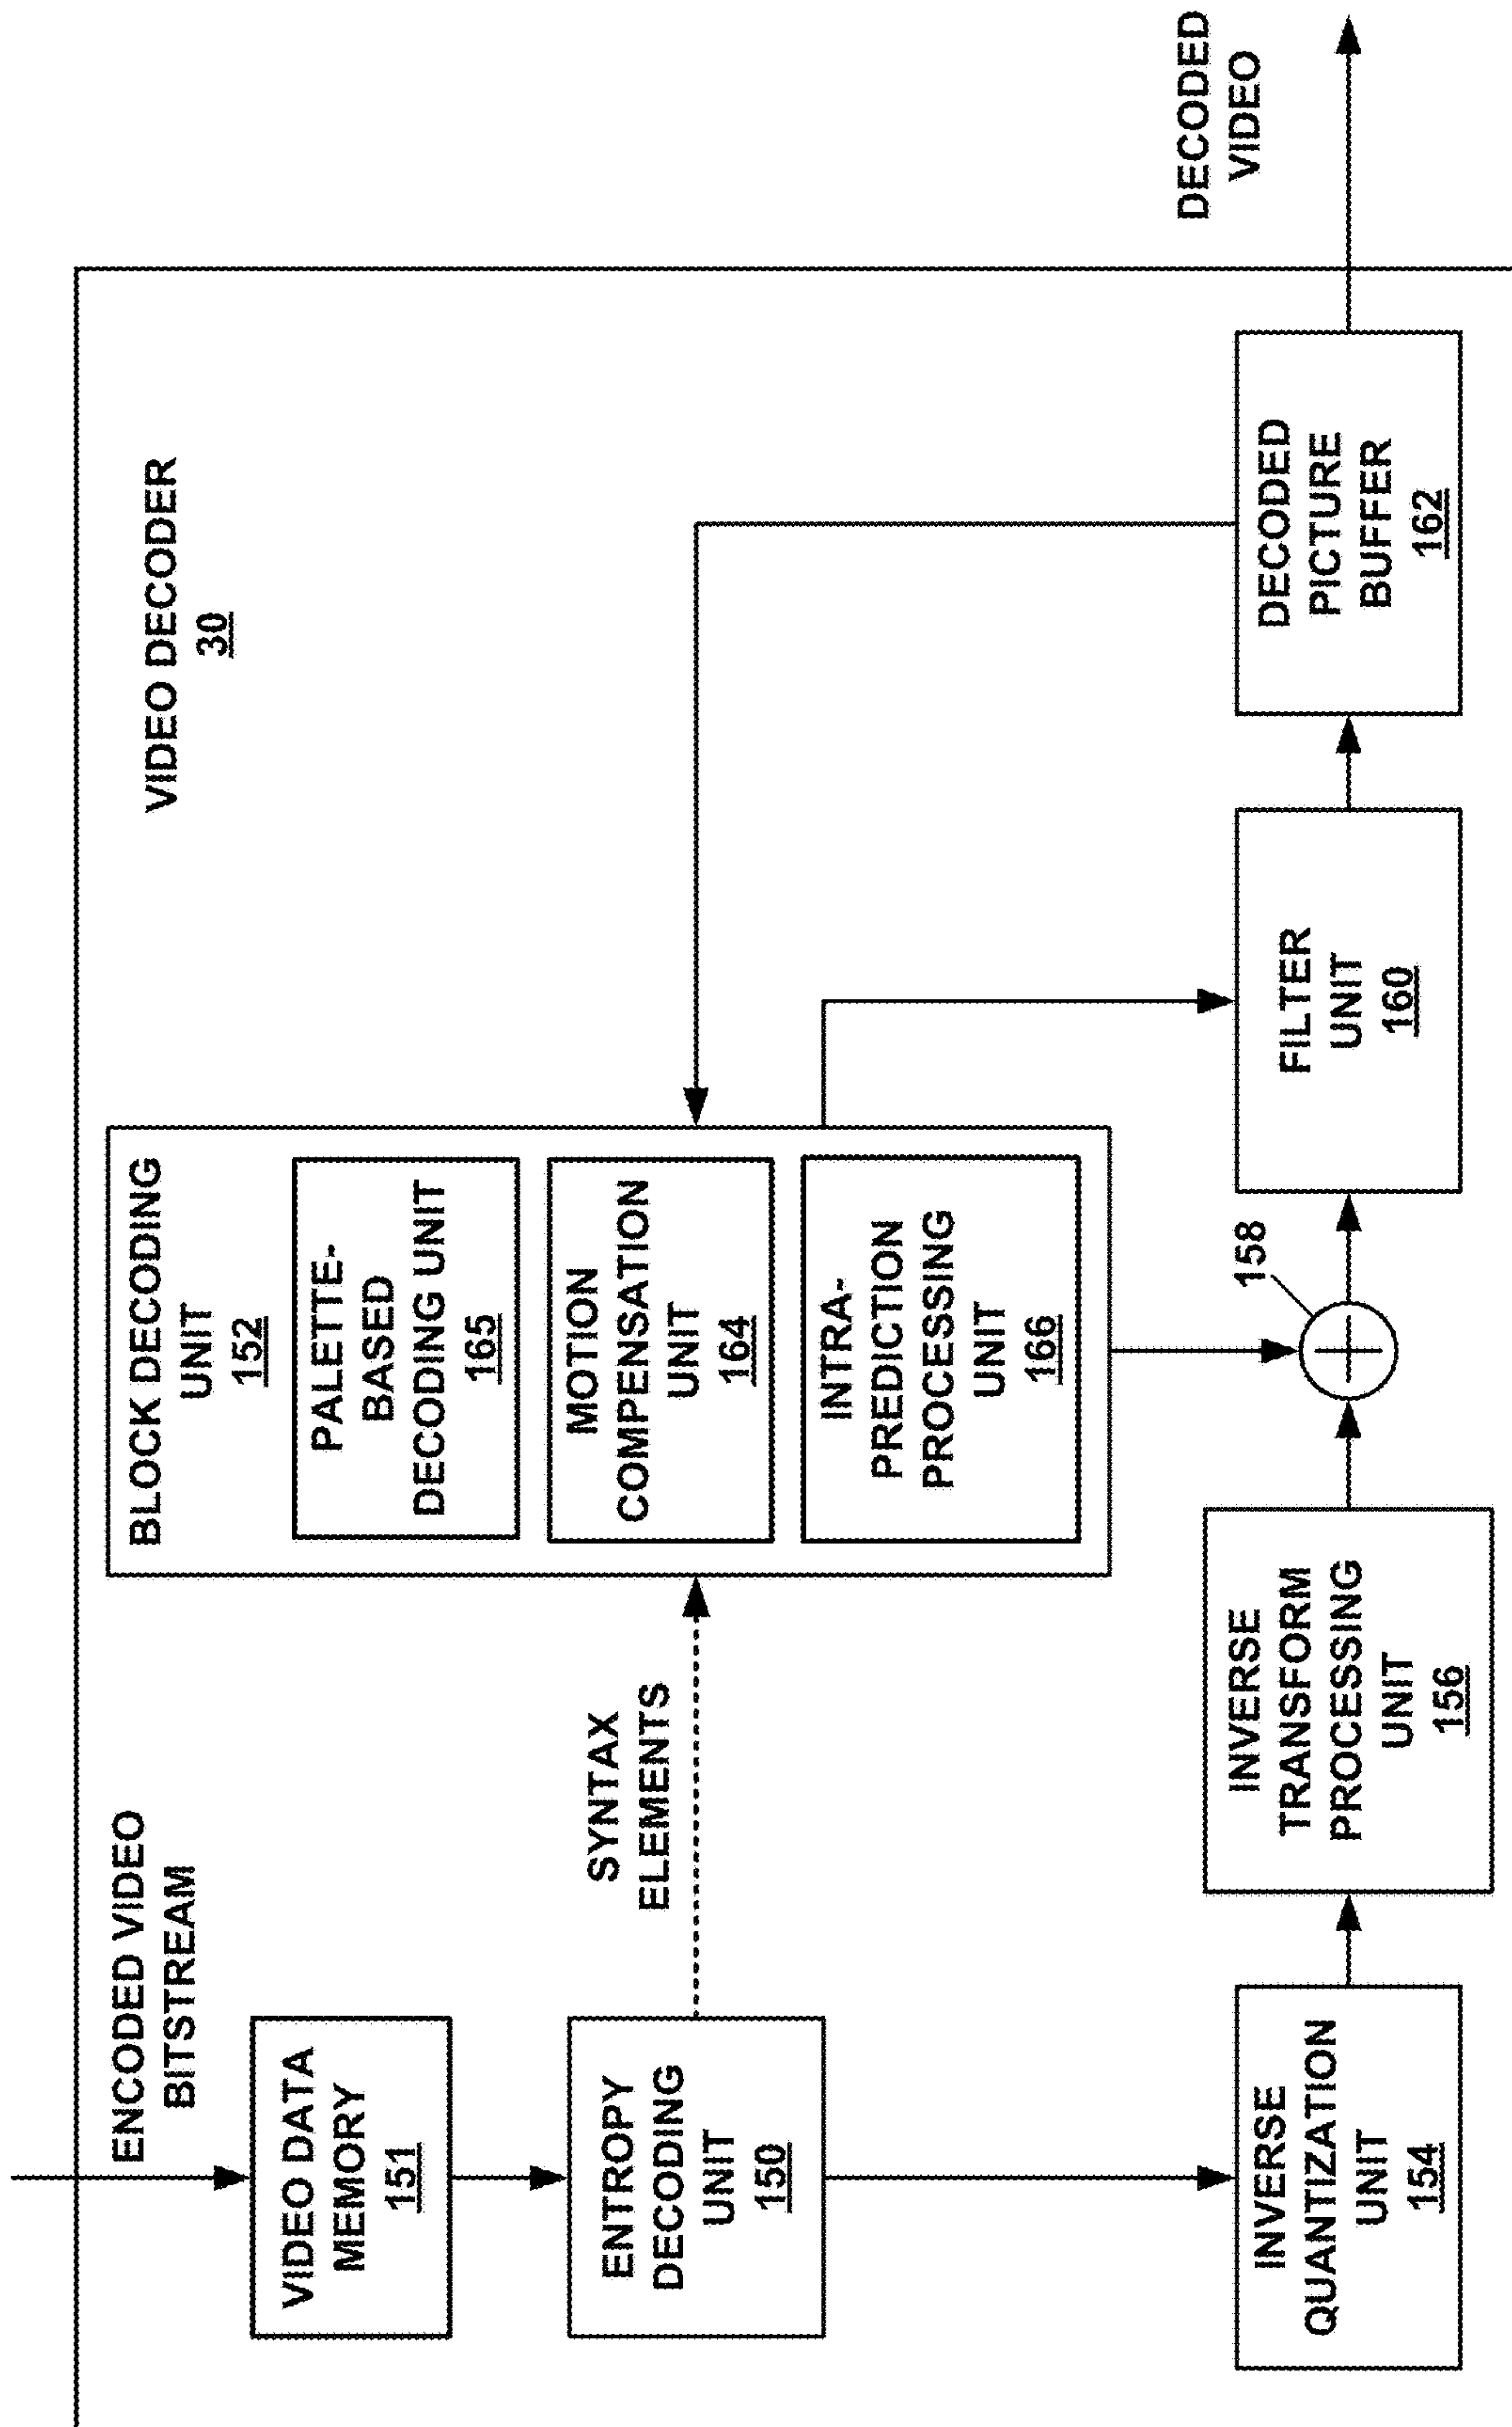 VIDEO DECODER
30
ENCODED VIDEO
BITSTREAM
VIDEO DATA
MEMORY
151
ENTROPY
DECODING
UNIT
150
SYNTAX
ELEMENTS
BLOCK DECODING
UNIT
152
PALETTE-
BASED
DECODING UNIT
165
MOTION
COMPENSATION
UNIT
164
INTRA-
PREDICTION
PROCESSING
UNIT
166
INVERSE
QUANTIZATION
UNIT
154
INVERSE
TRANSFORM
PROCESSING
UNIT
156
158
FILTER
UNIT
160
DECODED
PICTURE
BUFFER
162
DECODED
VIDEO